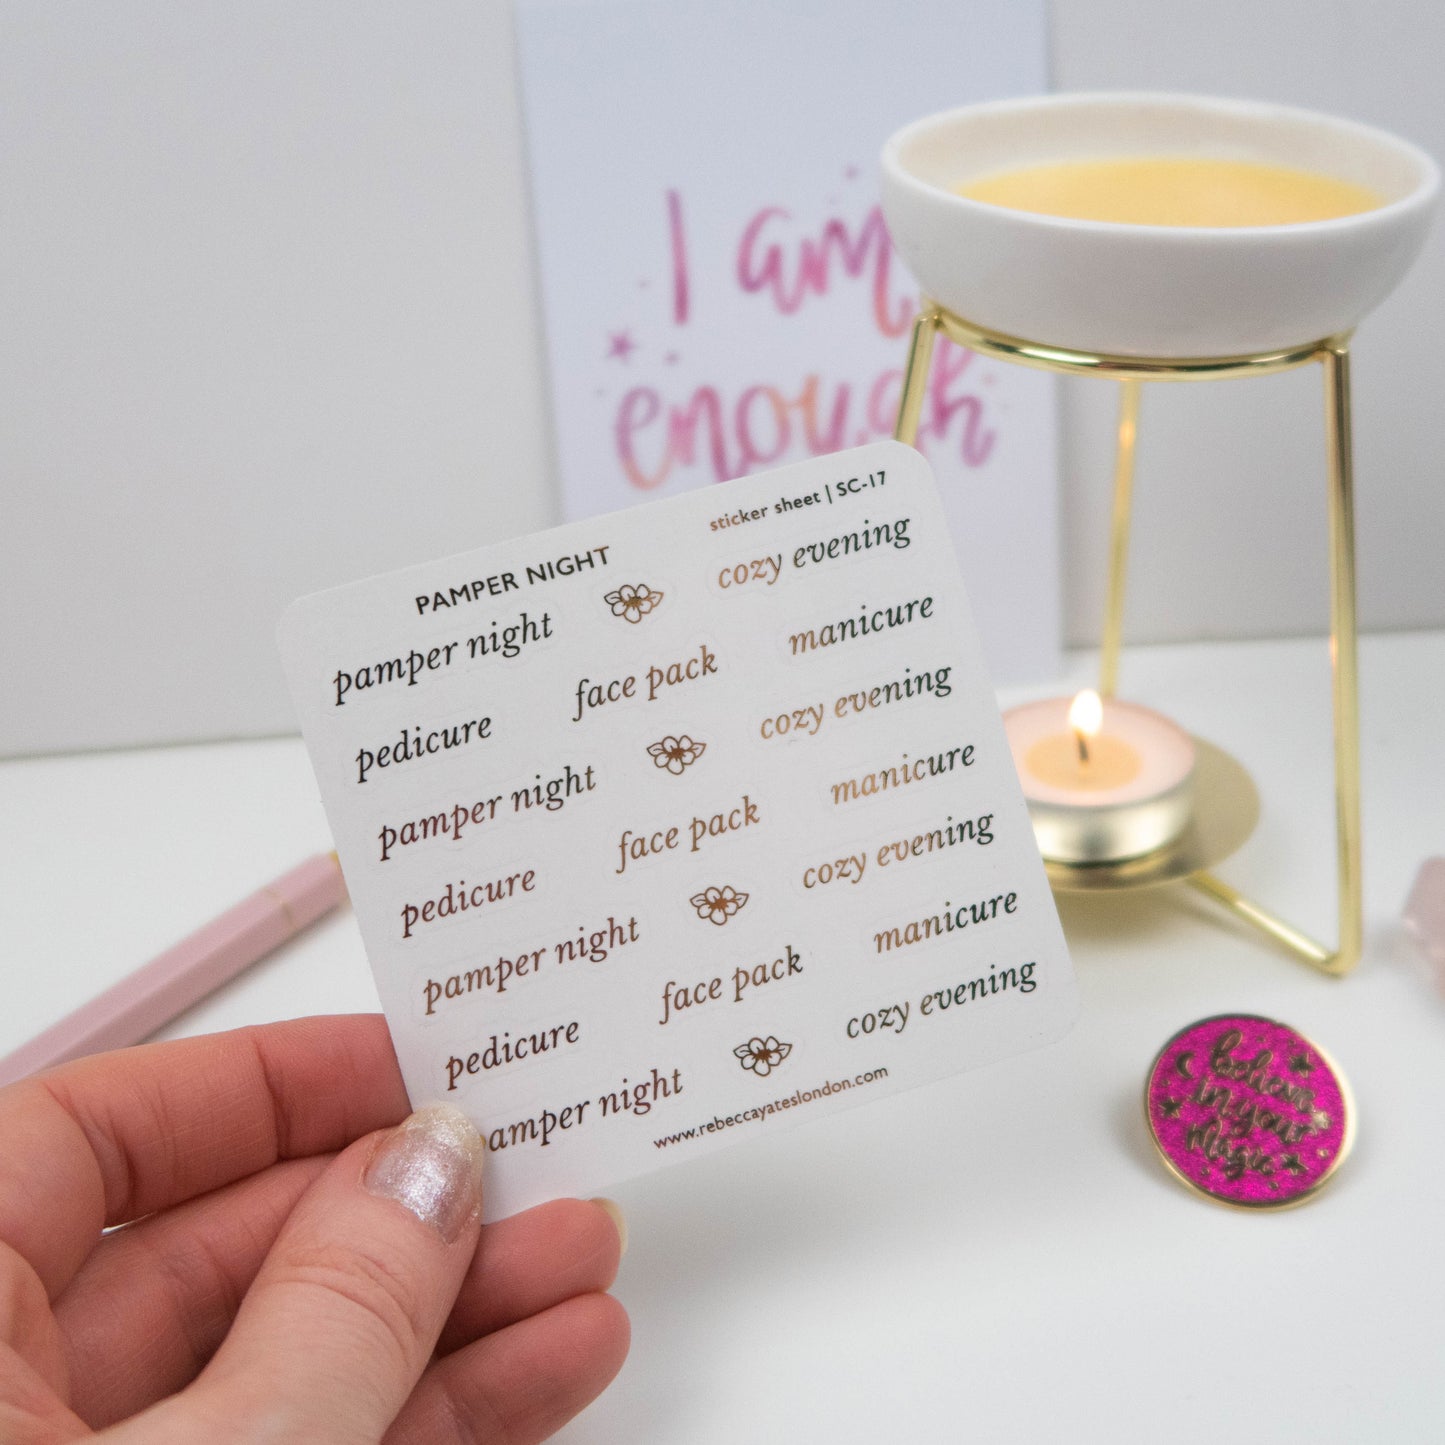 I am
enough
PAMPER NIGHT
sticker sheet | SC-17
pamper night
cozy evening
pedicure
face pack
manicure
pamper night
cozy evening
pedicure
face pack
manicure
pamper night
cozy evening
pedicure
face pack
manicure
pamper night
cozy evening
www.rebeccayateslondon.com
believe
in your
magic